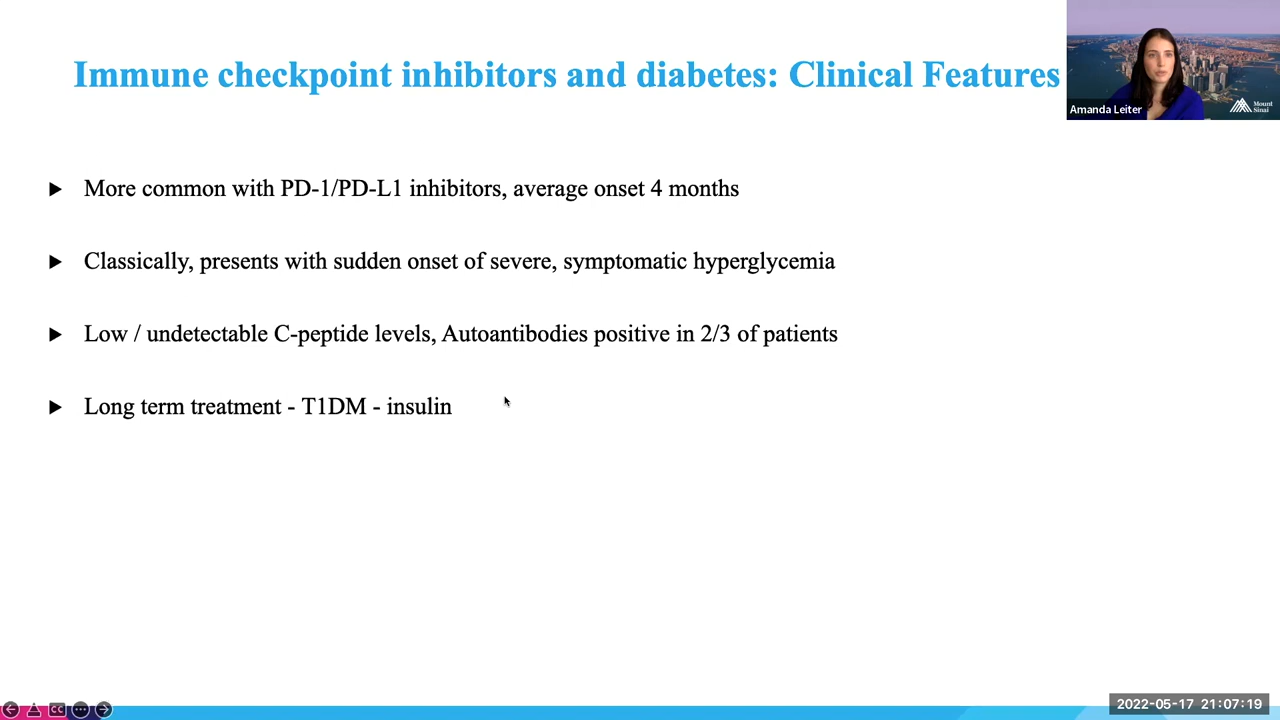 Immune checkpoint inhibitors and diabetes: Clinical Features
Amanda Leiter
Mount
Sinai
More common with PD-1/PD-L1 inhibitors, average onset 4 months
Classically, presents with sudden onset of severe, symptomatic hyperglycemia
Low / undetectable C-peptide levels, Autoantibodies positive in 2/3 of patients
Long term treatment - T1DM - insulin
CC
2022-05-17 21:07:19